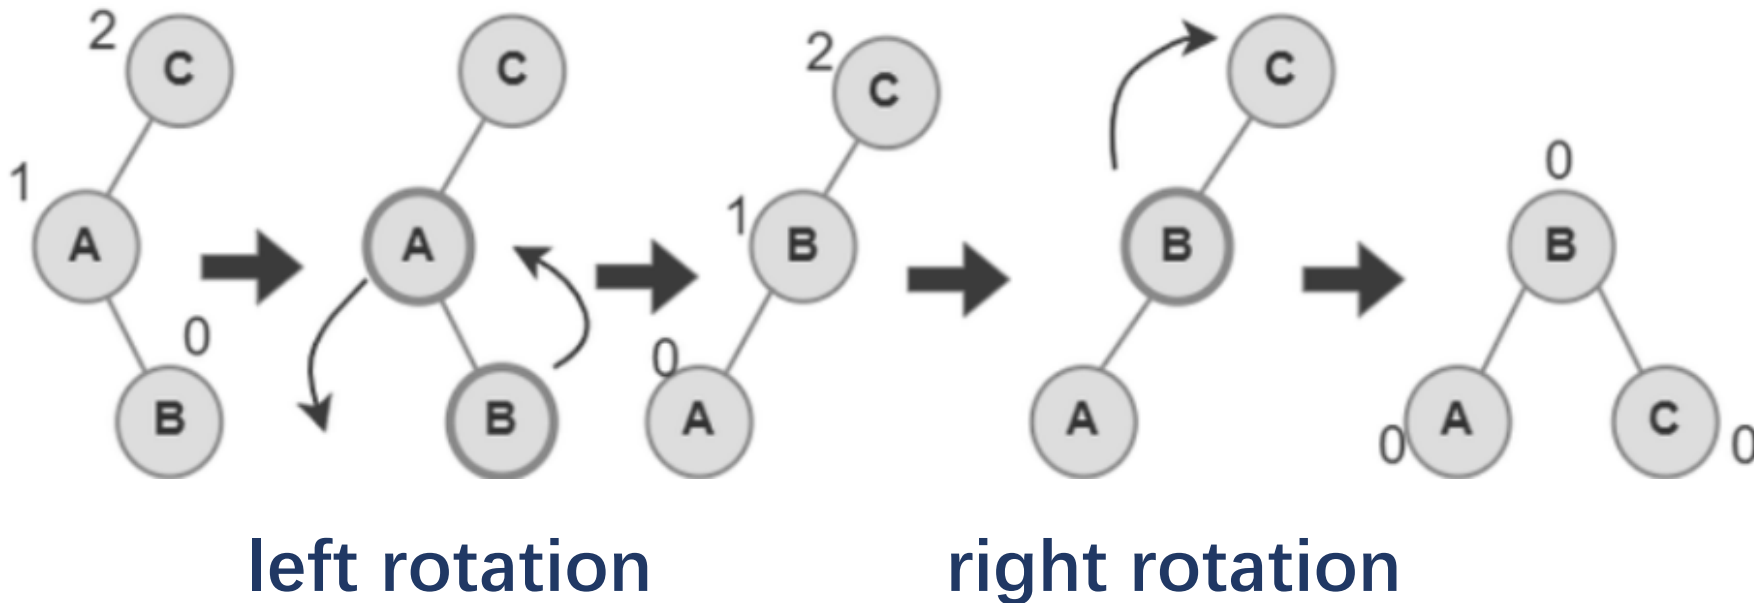 2 C 1 A 0 B
C A B
2 C 1 B 0 A
C B A
0 B 0 A C 0
left rotation right rotation